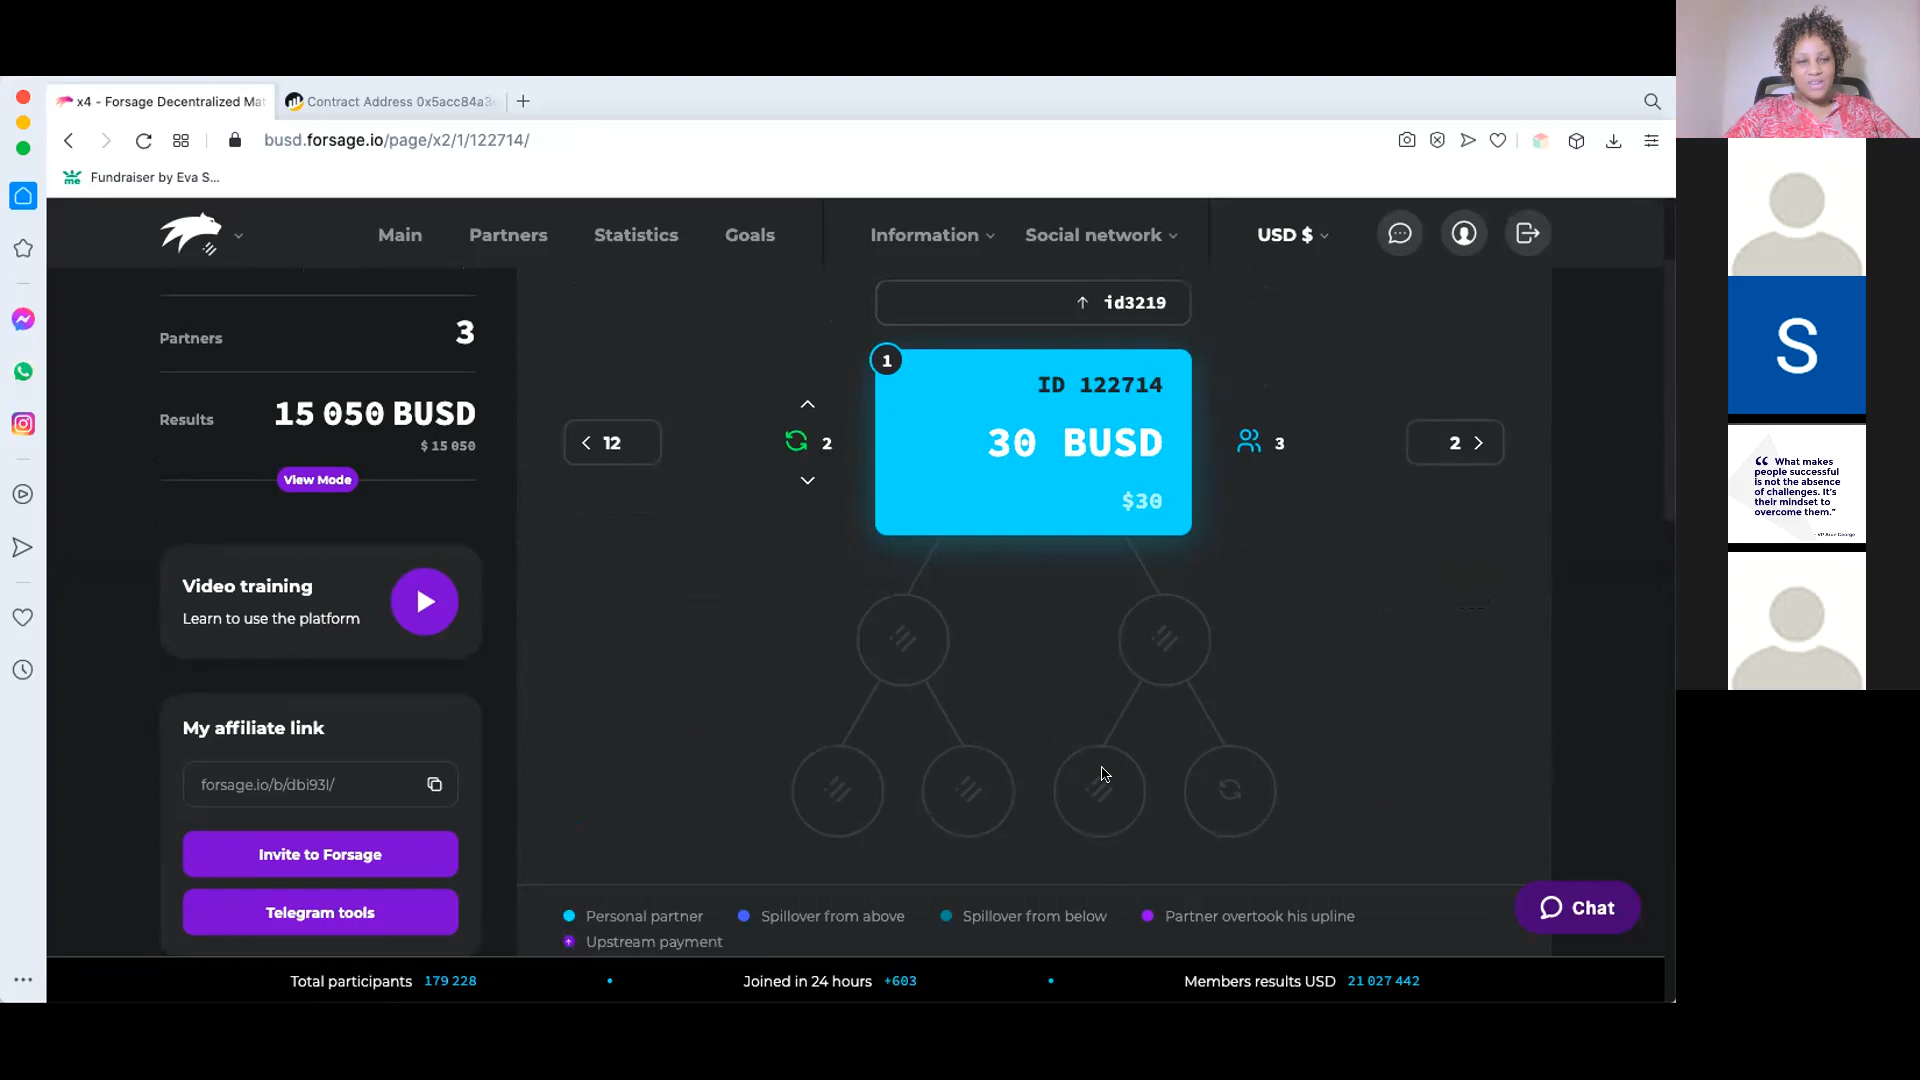 x4 - Forsage Decentralized Mat
Contract Address 0x5acc84a3
busd.forsage.io/page/x2/1/122714/
Fundraiser by Eva S...
Main
Partners
Statistics
Goals
Information
Social network
USD $
Partners
3
Results
15 050 BUSD
$ 15 050
View Mode
Video training
Learn to use the platform
My affiliate link
forsage.io/b/dbi93l/
Invite to Forsage
Telegram tools
id3219
1
ID 122714
30 BUSD
$30
12
2
3
2
Personal partner
Spillover from above
Spillover from below
Partner overtook his upline
Upstream payment
Chat
Total participants 179 228
Joined in 24 hours +603
Members results USD 21 027 442
S
“ What makes
people successful
is not the absence
of challenges. It's
their mindset to
overcome them.”
- VP Arun George